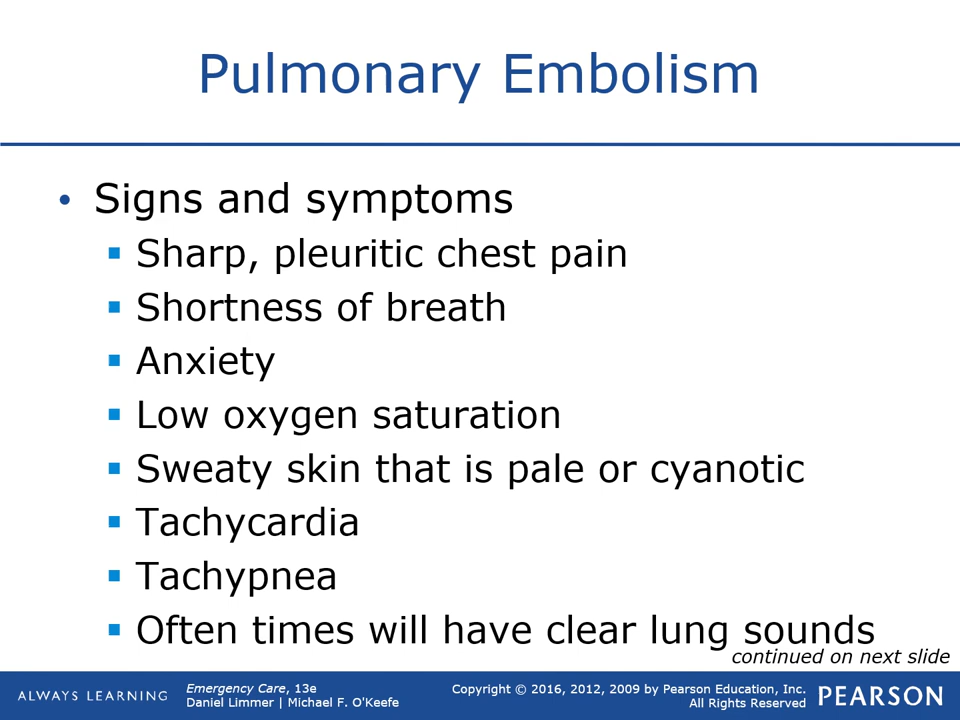 Pulmonary Embolism
• Signs and symptoms
▪ Sharp, pleuritic chest pain
▪ Shortness of breath
▪ Anxiety
▪ Low oxygen saturation
▪ Sweaty skin that is pale or cyanotic
▪ Tachycardia
▪ Tachypnea
▪ Often times will have clear lung sounds
continued on next slide
ALWAYS LEARNING
Emergency Care, 13e
Daniel Limmer | Michael F. O'Keefe
Copyright © 2016, 2012, 2009 by Pearson Education, Inc.
All Rights Reserved
PEARSON